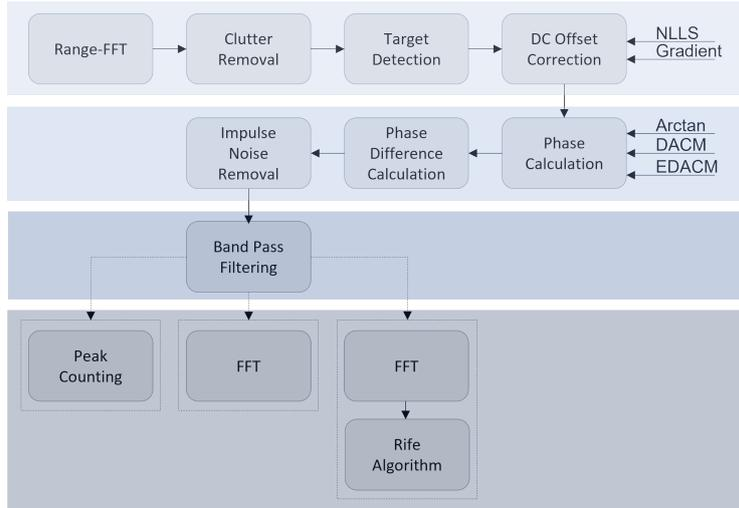 Range-FFT
Clutter
Removal
Target
Detection
DC Offset
Correction
NLLS
Gradient
Impulse
Noise
Removal
Phase
Difference
Calculation
Phase
Calculation
Arctan
DACM
EDACM
Band Pass
Filtering
Peak
Counting
FFT
FFT
Rife
Algorithm